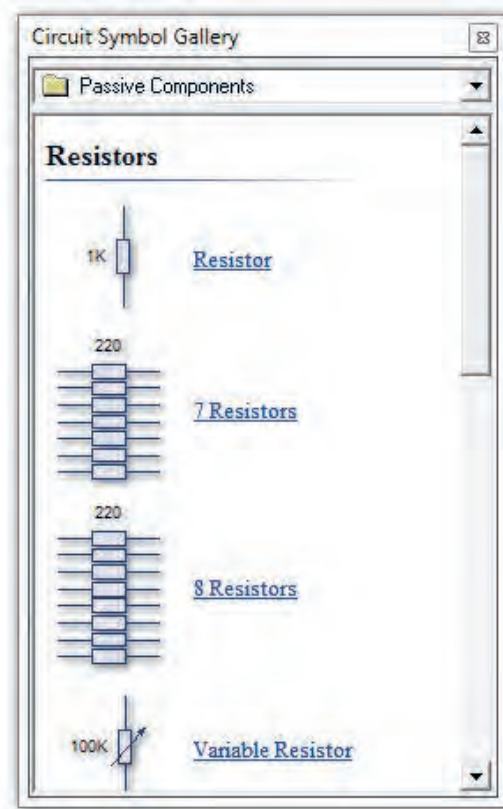 Circuit Symbol Gallery
Passive Components
Resistors
1K
Resistor
220
7 Resistors
220
8 Resistors
100K
Variable Resistor